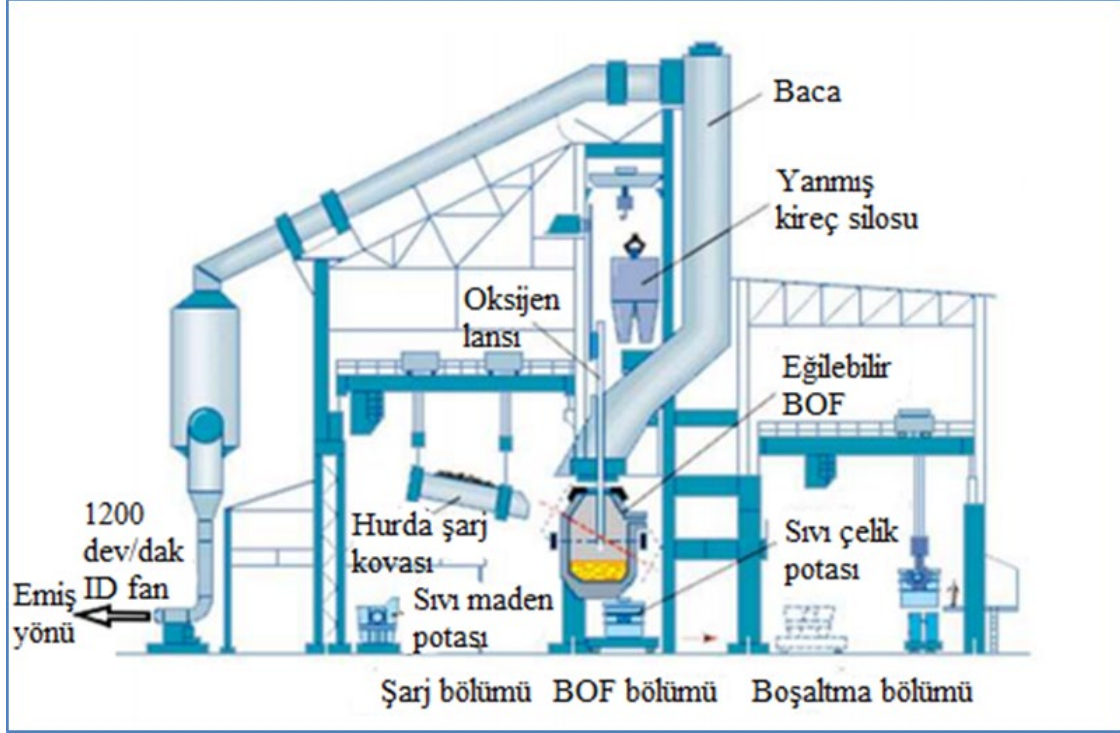 Baca
Yanmış
kireç silosu
Oksijen
lansı
Eğilebilir
BOF
Hurda şarj
kovası
Sıvı çelik
potası
1200
dev/dak
ID fan
Emiş
yönü
Sıvı maden
potası
Şarj bölümü
BOF bölümü
Boşaltma bölümü